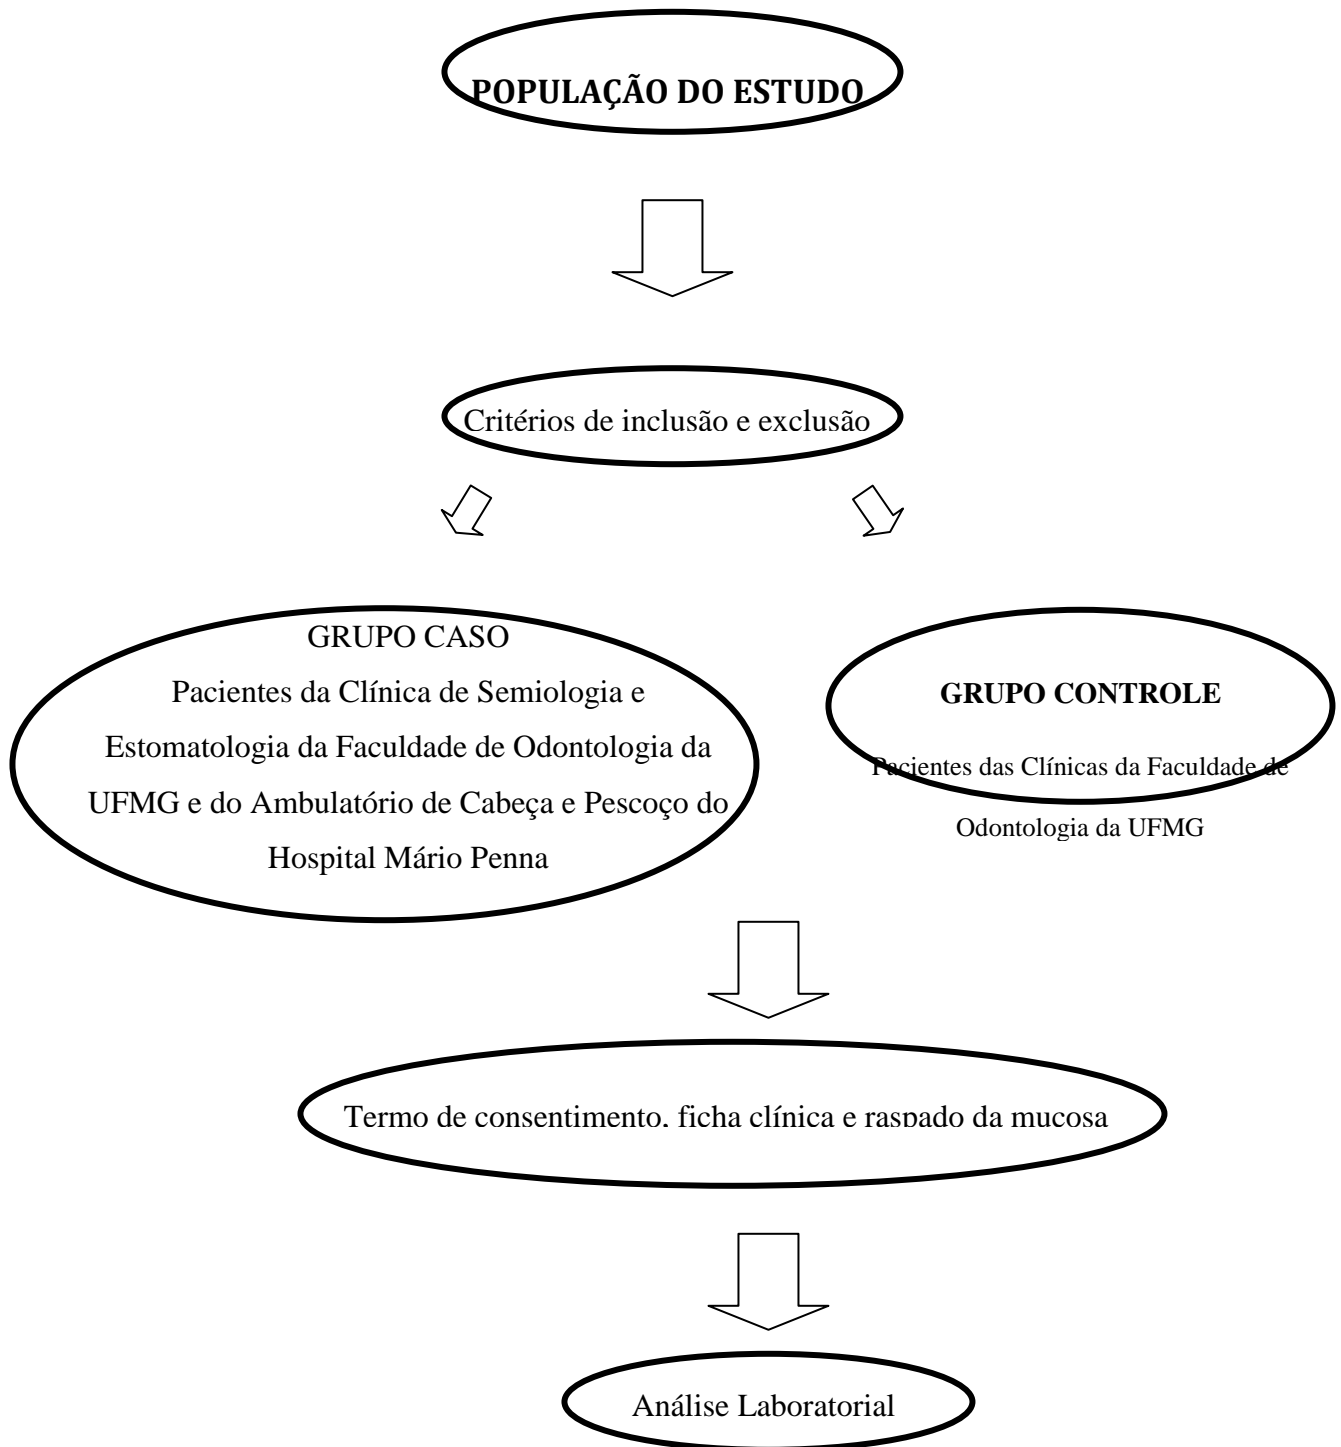 POPULAÇÃO DO ESTUDO
Critérios de inclusão e exclusão
GRUPO CASO
Pacientes da Clínica de Semiologia e
Estomatologia da Faculdade de Odontologia da
UFMG e do Ambulatório de Cabeça e Pescoço do
Hospital Mário Penna
GRUPO CONTROLE
Pacientes das Clínicas da Faculdade de
Odontologia da UFMG
Termo de consentimento, ficha clínica e raspado da mucosa
Análise Laboratorial